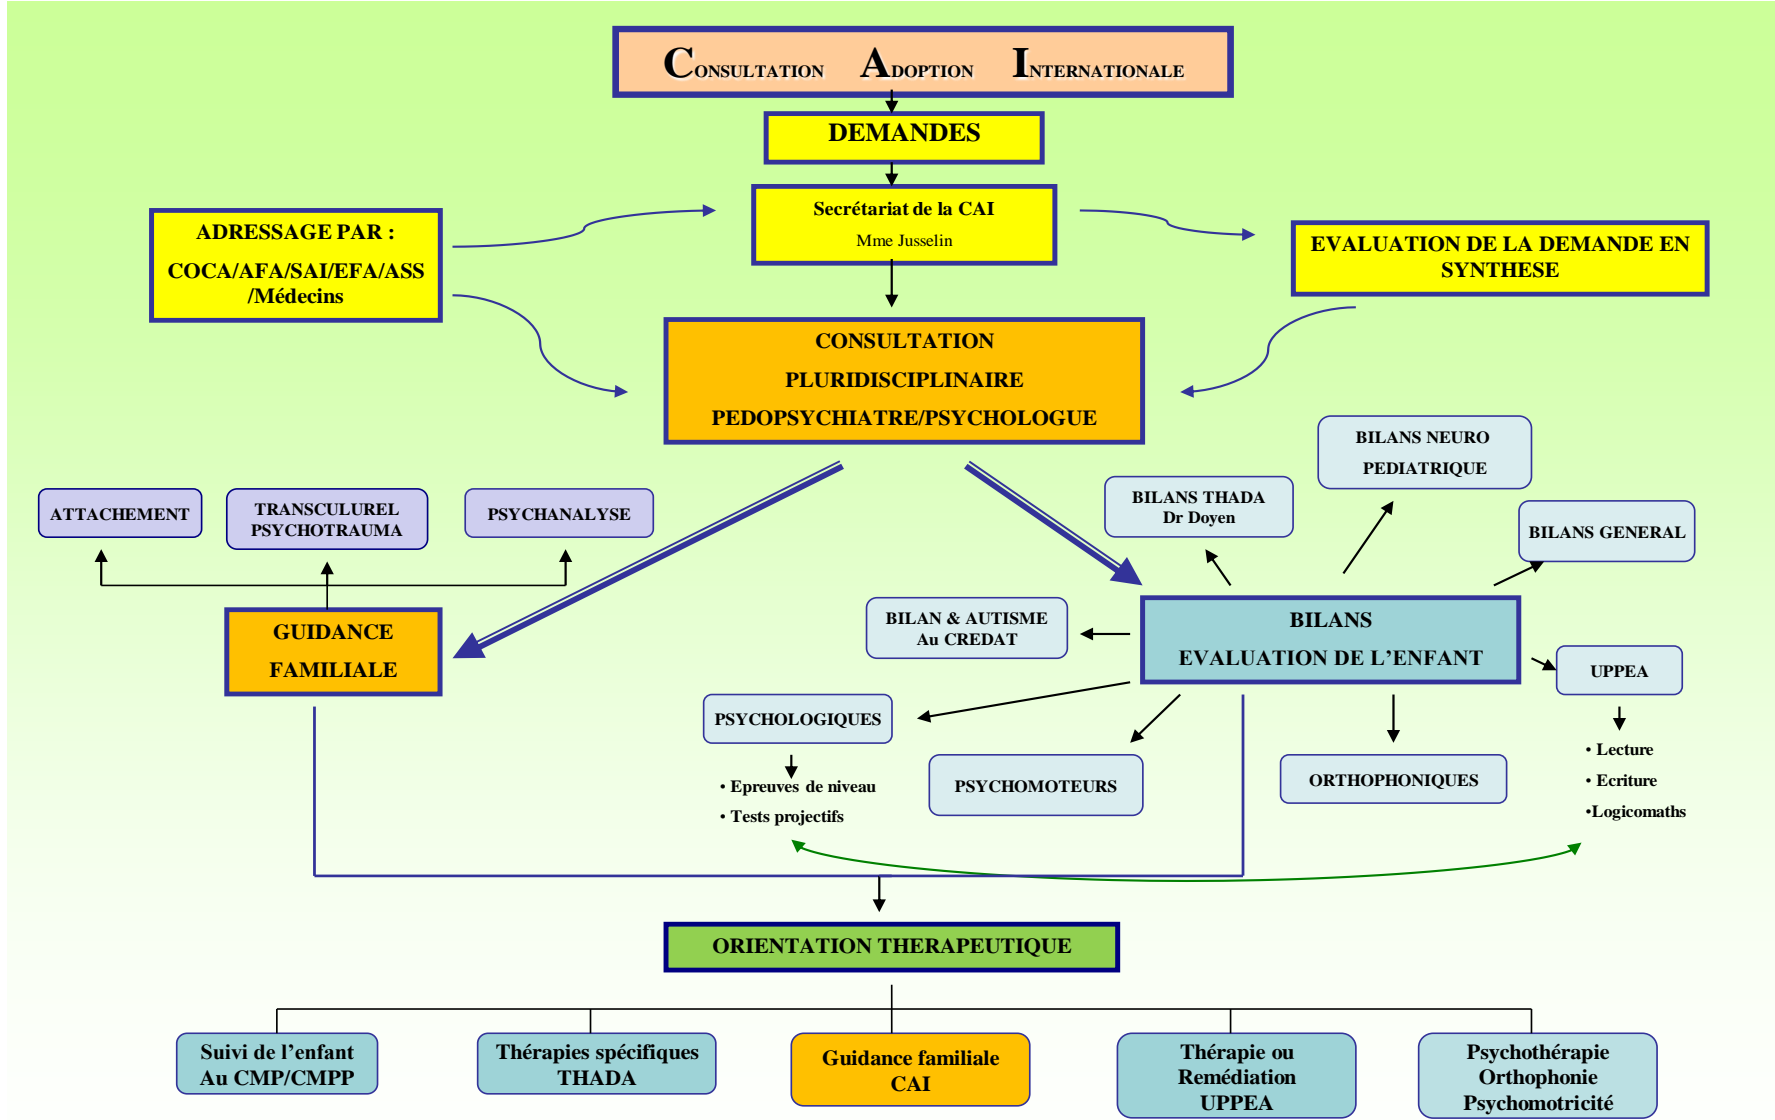 CONSULTATION ADOPTION INTERNATIONALE
DEMANDES
Secrétariat de la CAI
Mme Jusselin
ADRESSAGE PAR :
COCA/AFA/SAI/EFA/ASS
/Médecins
EVALUATION DE LA DEMANDE EN
SYNTHESE
CONSULTATION
PLURIDISCIPLINAIRE
PEDOPSYCHIATRE/PSYCHOLOGUE
ATTACHEMENT
TRANSCULUREL
PSYCHOTRAUMA
PSYCHANALYSE
GUIDANCE
FAMILIALE
BILANS THADA
Dr Doyen
BILANS NEURO
PEDIATRIQUE
BILANS GENERAL
BILAN & AUTISME
Au CREDAT
BILANS
EVALUATION DE L’ENFANT
UPPEA
• Lecture
• Ecriture
•Logicomaths
PSYCHOLOGIQUES
• Epreuves de niveau
• Tests projectifs
PSYCHOMOTEURS
ORTHOPHONIQUES
ORIENTATION THERAPEUTIQUE
Suivi de l’enfant
Au CMP/CMPP
Thérapies spécifiques
THADA
Guidance familiale
CAI
Thérapie ou
Remédiation
UPPEA
Psychothérapie
Orthophonie
Psychomotricité